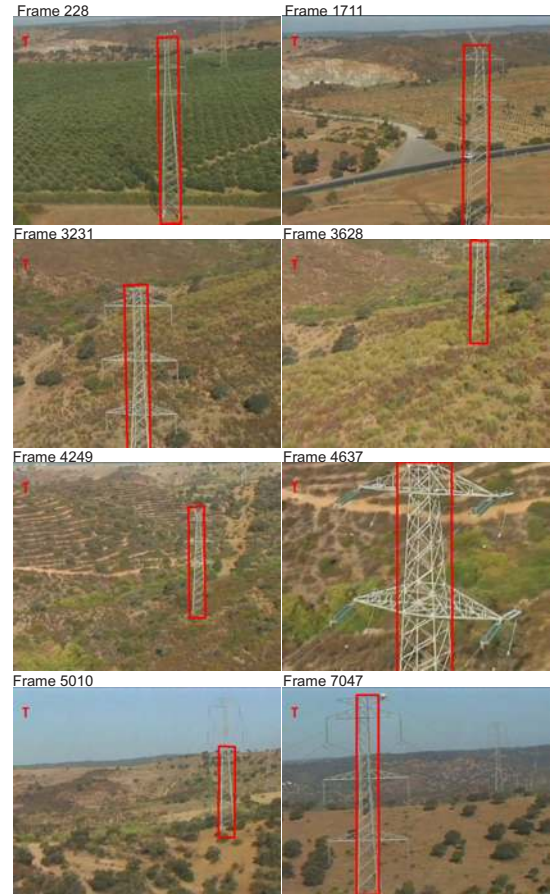 Frame 228
Frame 1711
T
T
Frame 3231
Frame 3628
T
T
Frame 4249
Frame 4637
T
T
Frame 5010
Frame 7047
T
T